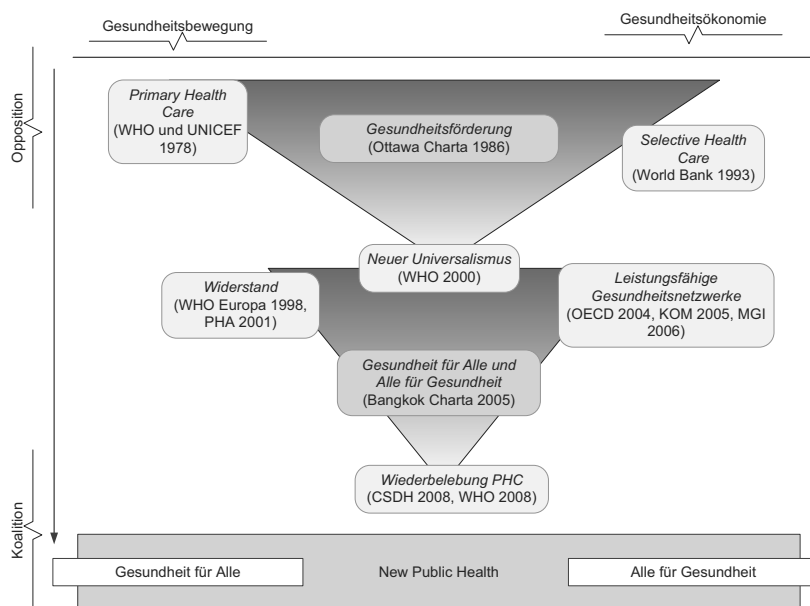 Gesundheitsbewegung
Gesundheitsökonomie
Opposition
Primary Health
Care
(WHO und UNICEF
1978)
Gesundheitsförderung
(Ottawa Charta 1986)
Selective Health
Care
(World Bank 1993)
Neuer Universalismus
(WHO 2000)
Widerstand
(WHO Europa 1998,
PHA 2001)
Leistungsfähige
Gesundheitsnetzwerke
(OECD 2004, KOM 2005, MGI
2006)
Gesundheit für Alle und
Alle für Gesundheit
(Bangkok Charta 2005)
Wiederbelebung PHC
(CSDH 2008, WHO 2008)
Koalition
Gesundheit für Alle
New Public Health
Alle für Gesundheit